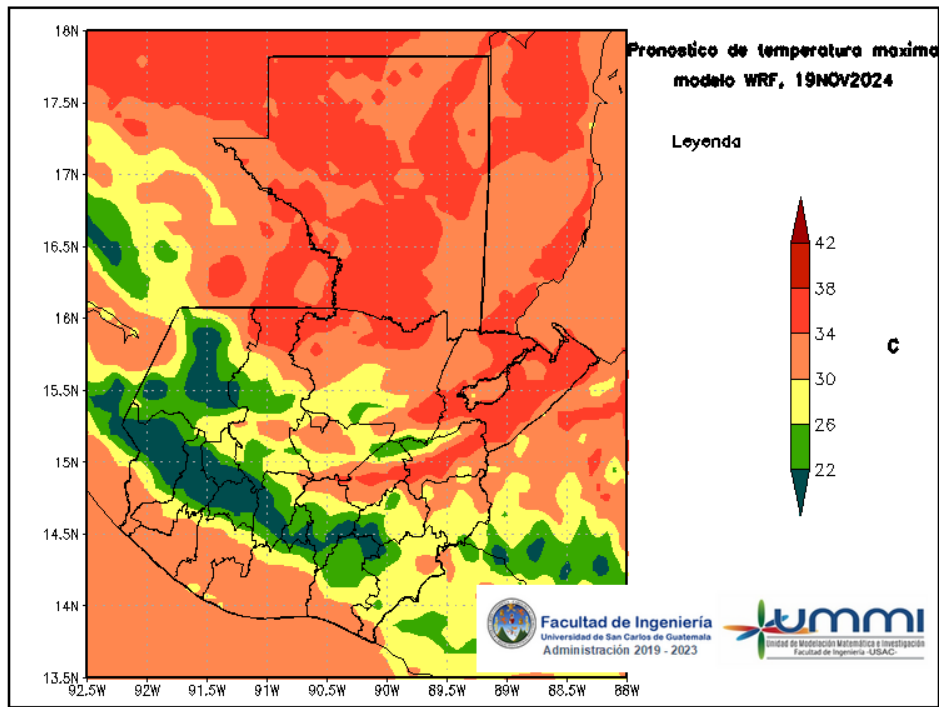 Pronostico de temperatura maxima
modelo WRF, 19NOV2024
Leyenda
42
38
34
30
26
22
C
18N
17.5N
17N
16.5N
16N
15.5N
15N
14.5N
14N
13.5N
92.5W
92W
91.5W
91W
90.5W
90W
89.5W
89W
88.5W
88W
Facultad de Ingeniería
Universidad de San Carlos de Guatemala
Administración 2019 - 2023
ummi
Unidad de Modelación Matemática e Investigación
Facultad de Ingeniería -USAC-